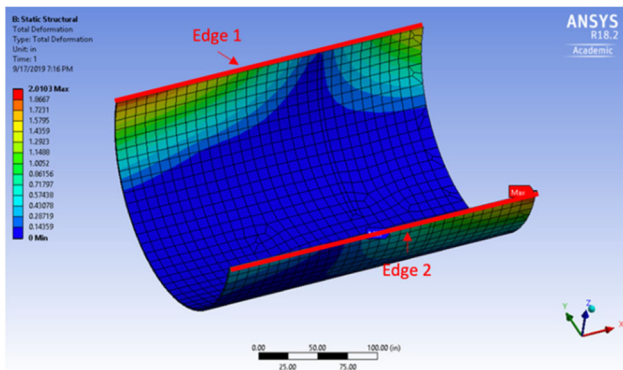 B: Static Structural
Total Deformation
Type: Total Deformation
Unit: in
Time: 1
9/17/2019 7:16 PM
2.0103 Max
1.8667
1.7231
1.5795
1.4359
1.2923
1.1488
1.0052
0.86156
0.71797
0.57438
0.43078
0.28719
0.14359
0 Min
Edge 1
ANSYS
R18.2
Academic
Max
Edge 2
Y
Z
X
0.00
50.00
100.00 (in)
25.00
75.00